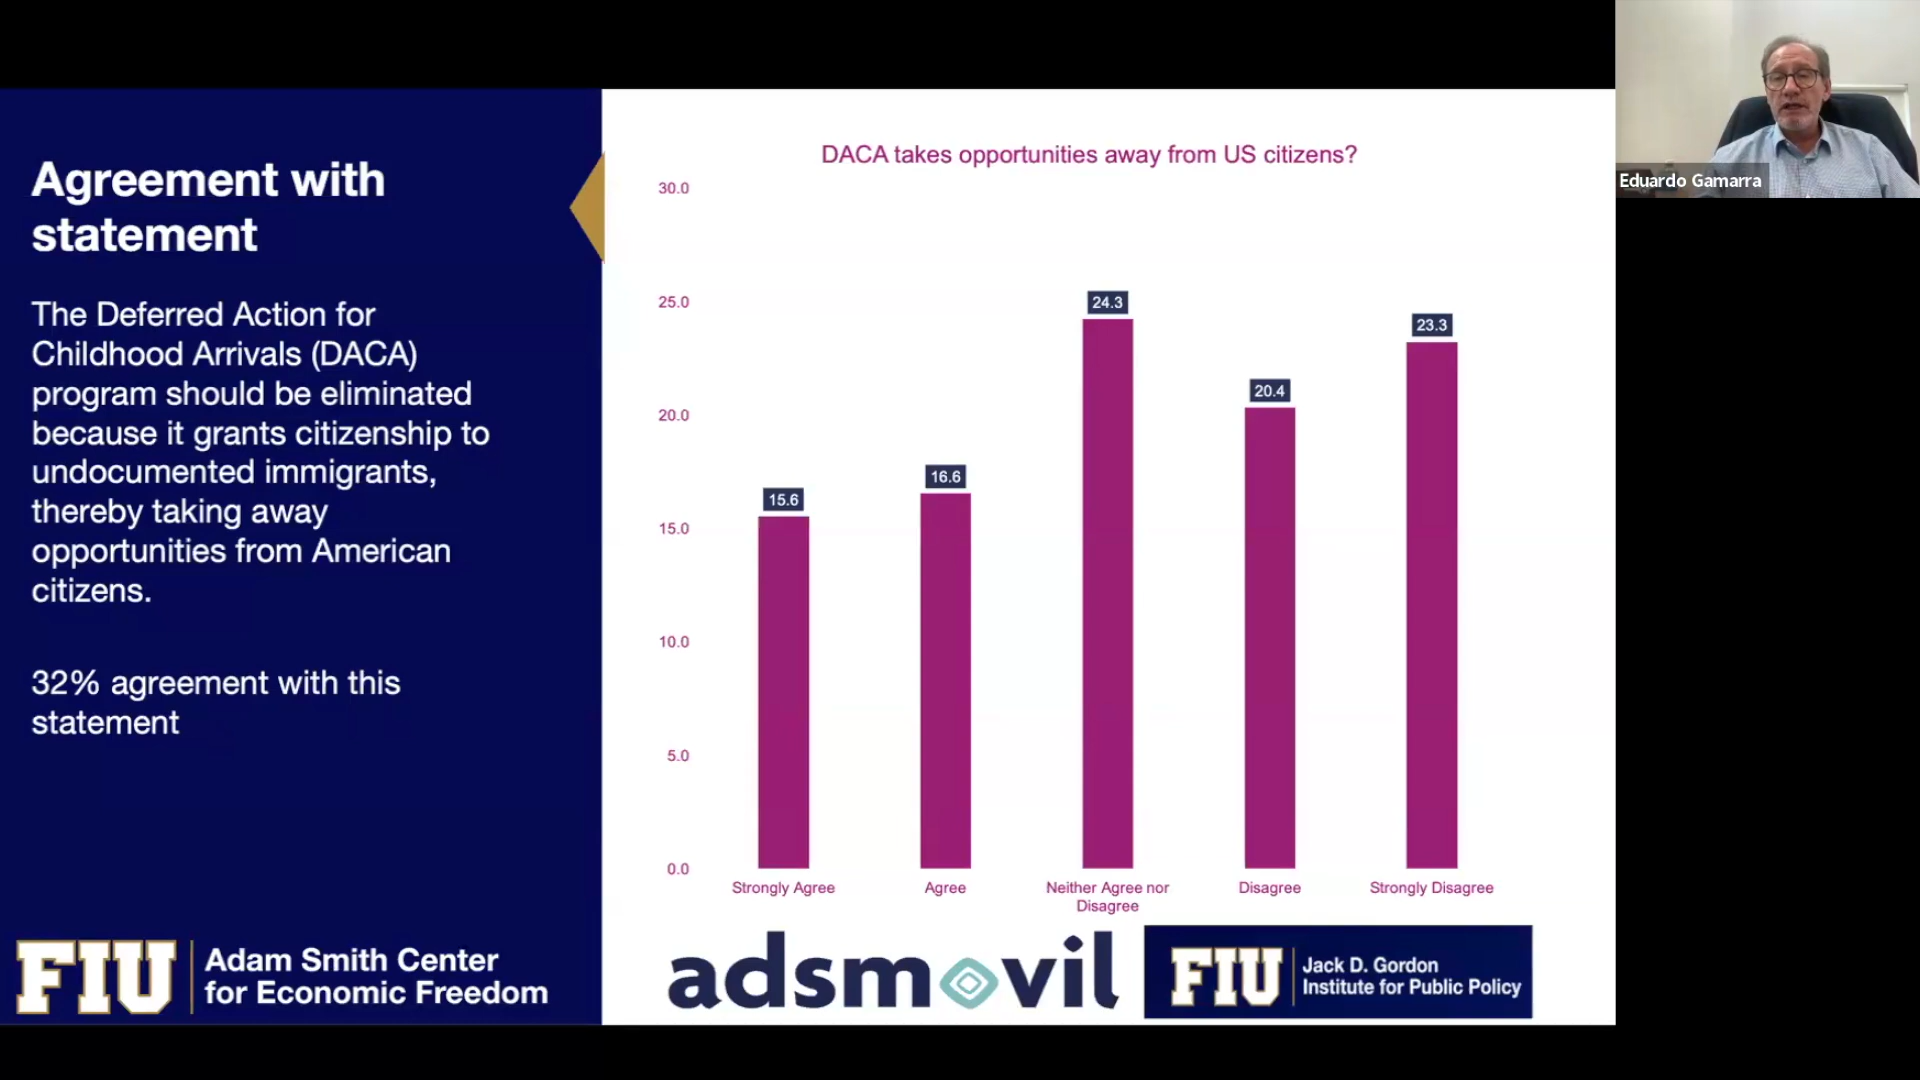 Agreement with
statement
The Deferred Action for
Childhood Arrivals (DACA)
program should be eliminated
because it grants citizenship to
undocumented immigrants,
thereby taking away
opportunities from American
citizens.
32% agreement with this
statement
FIU
Adam Smith Center
for Economic Freedom
DACA takes opportunities away from US citizens?
30.0
25.0
20.0
15.0
10.0
5.0
0.0
15.6
16.6
24.3
20.4
23.3
Strongly Agree
Agree
Neither Agree nor
Disagree
Disagree
Strongly Disagree
adsmovil
FIU
Jack D. Gordon
Institute for Public Policy
Eduardo Gamarra